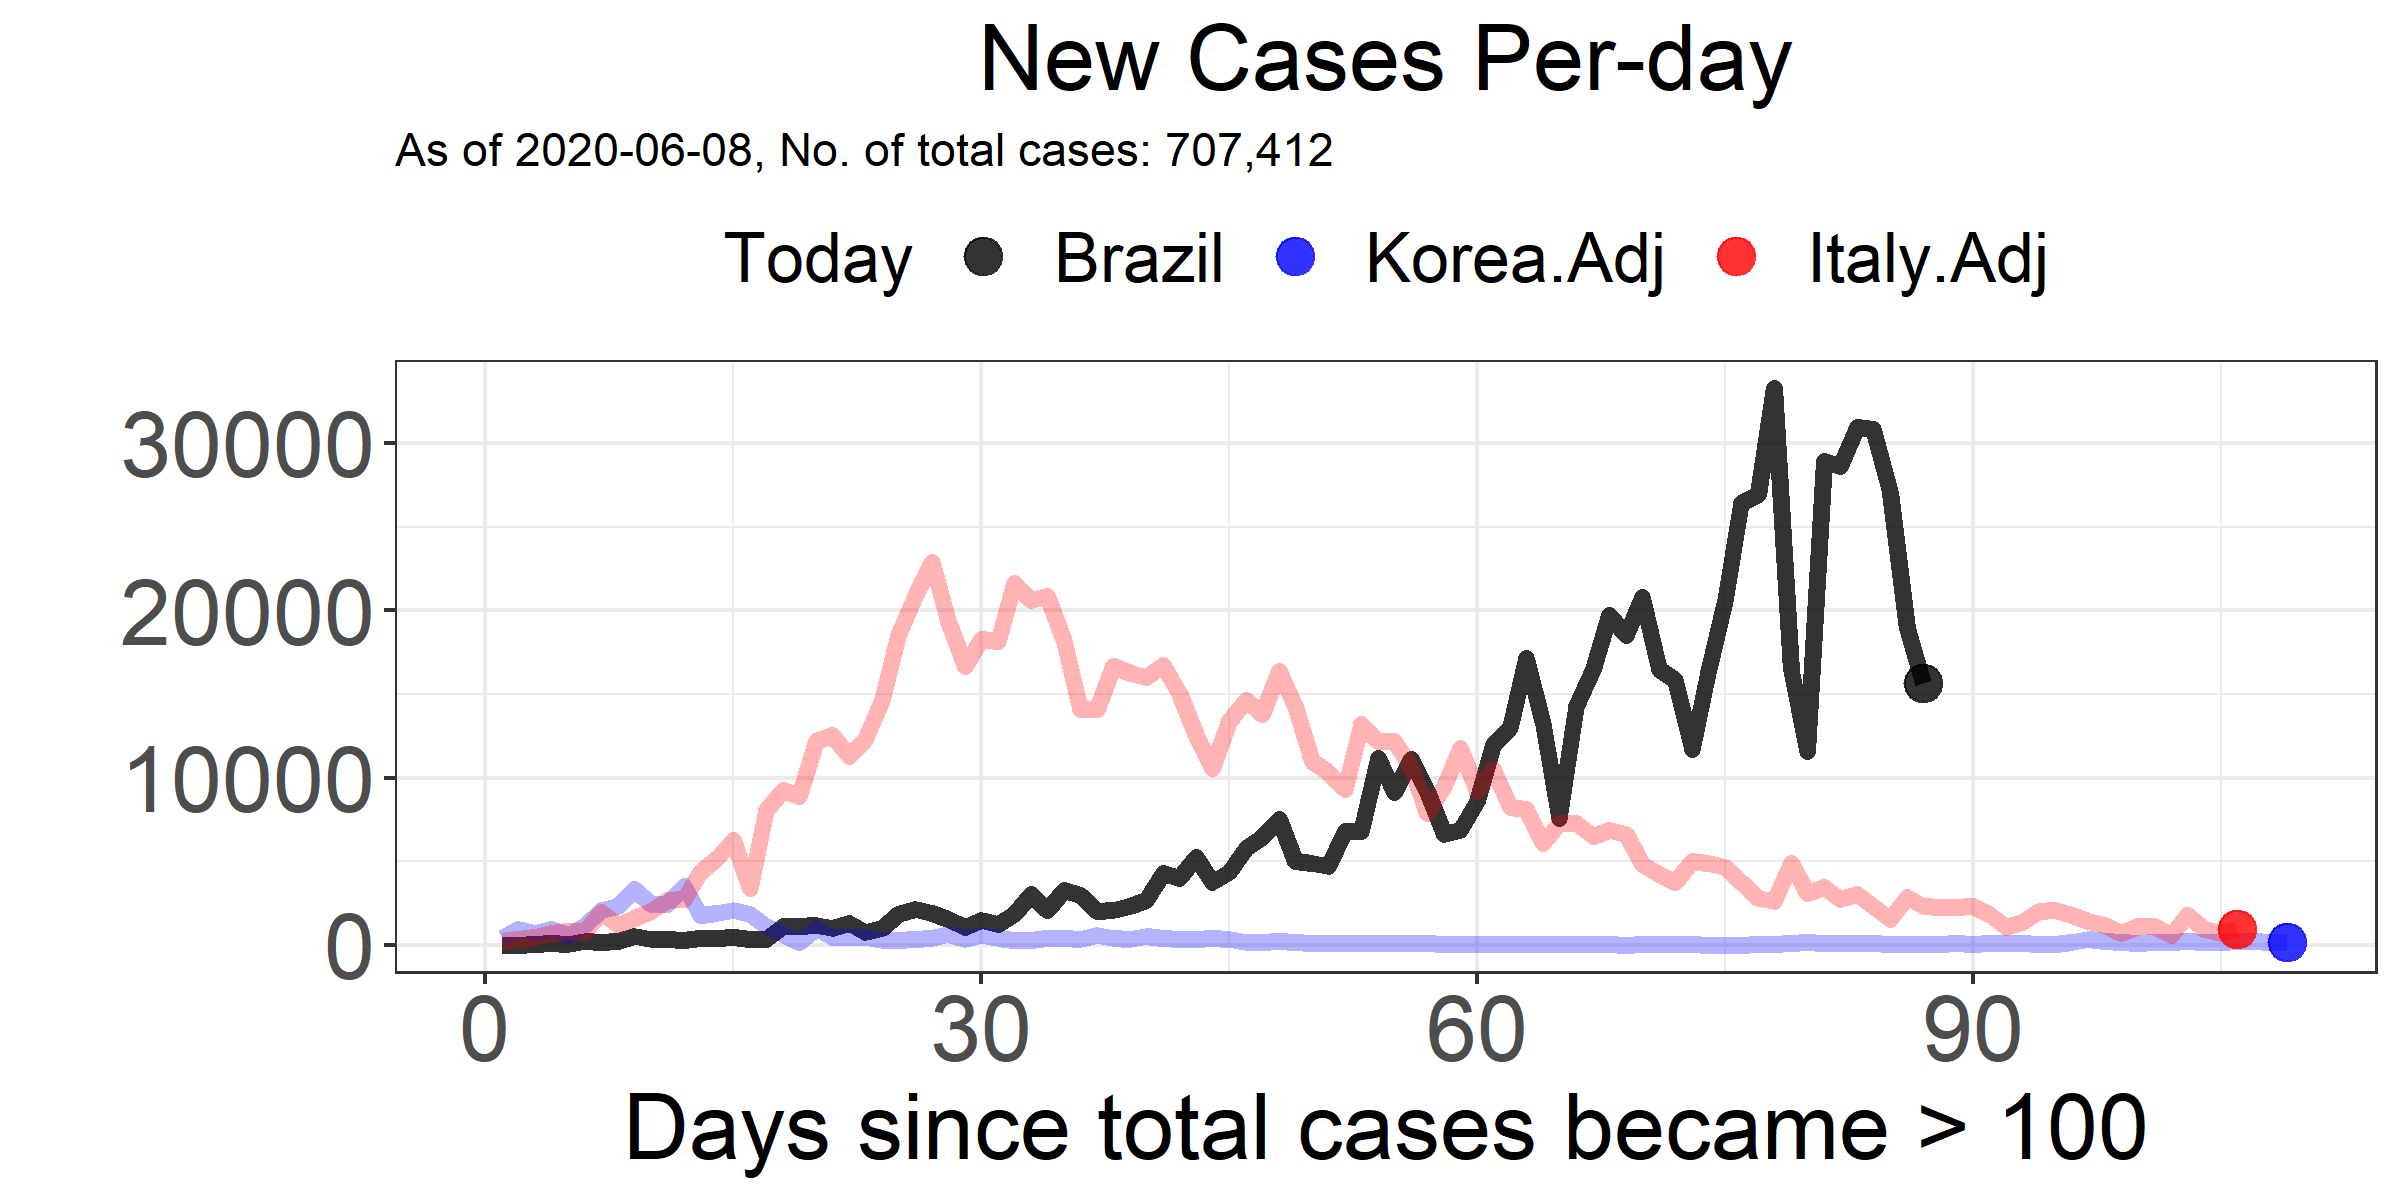 New Cases Per-day
As of 2020-06-08, No. of total cases: 707,412
Today Brazil Korea.Adj Italy.Adj
30000
20000
10000
0
0 30 60 90
Days since total cases became > 100